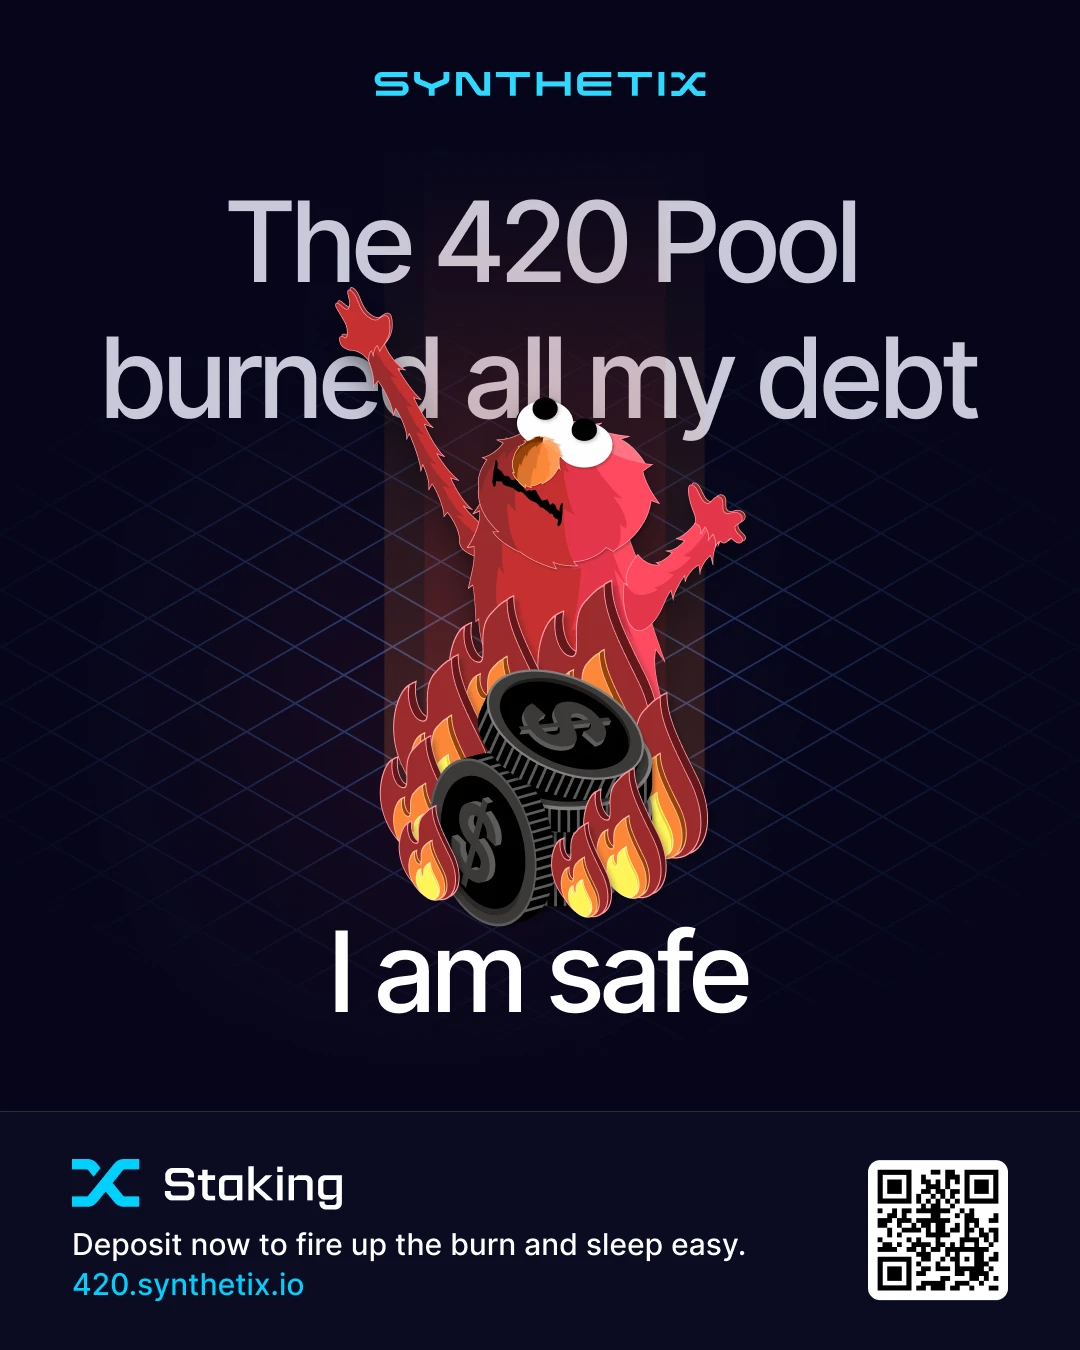 SYNTHETIX
The 420 Pool
burned all my debt
$
$
I am safe
Staking
Deposit now to fire up the burn and sleep easy.
420.synthetix.io